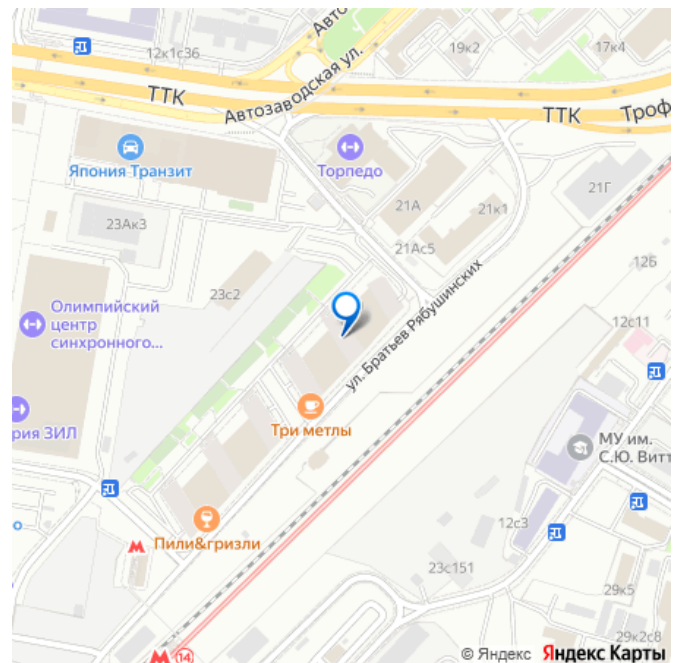 Авто
12к1с36
19к2
17к4
ТТК
Автозаводская ул.
ТТК
Троф
Япония Транзит
Торпедо
21Г
21А
21к1
23Ак3
21Ас5
12Б
23с2
Олимпийский
центр
синхронного...
ул. Братьев Рябушинских
12с11
Три метлы
рия ЗИЛ
МУ им.
С.Ю. Витт
о
Пили&гризли
12с3
23с151
29к5
29к2с8
14
© Яндекс Яндекс Карты